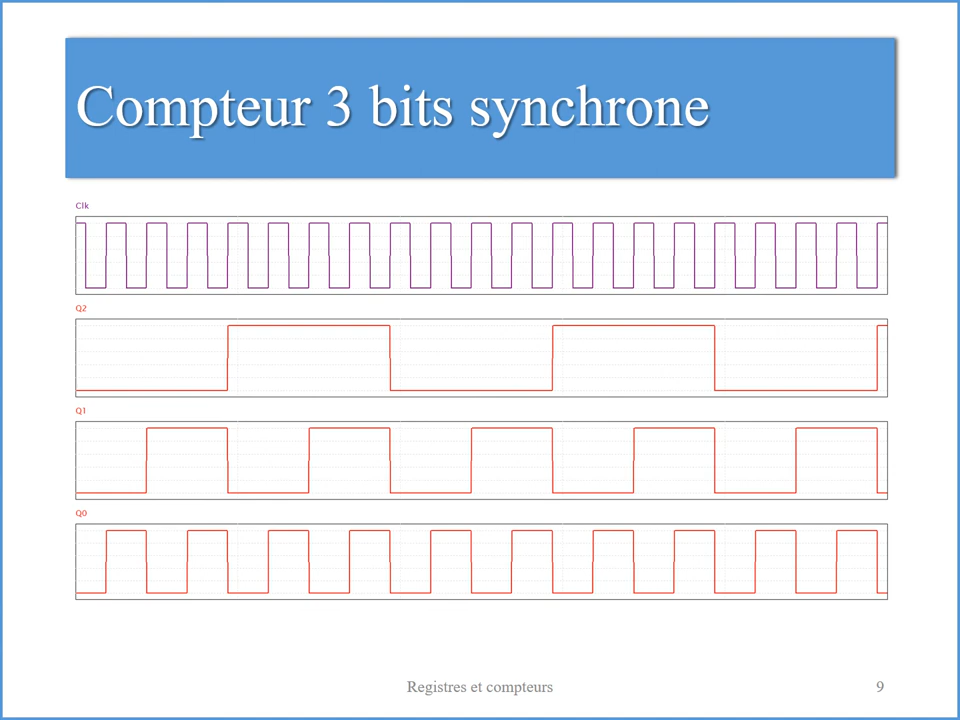 Compteur 3 bits synchrone
Clk
Q2
Q1
Q0
Registres et compteurs
9